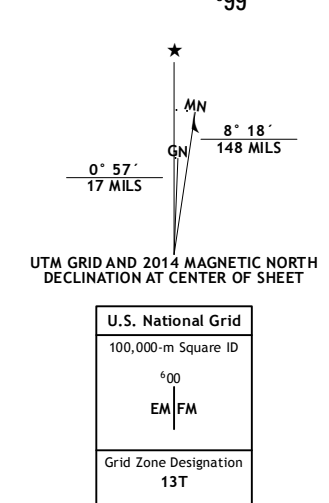 ⁵99
★
MN
GN
8° 18´
148 MILS
0° 57´
17 MILS
UTM GRID AND 2014 MAGNETIC NORTH
DECLINATION AT CENTER OF SHEET
U.S. National Grid
100,000-m Square ID
⁶00
EM FM
Grid Zone Designation
13T